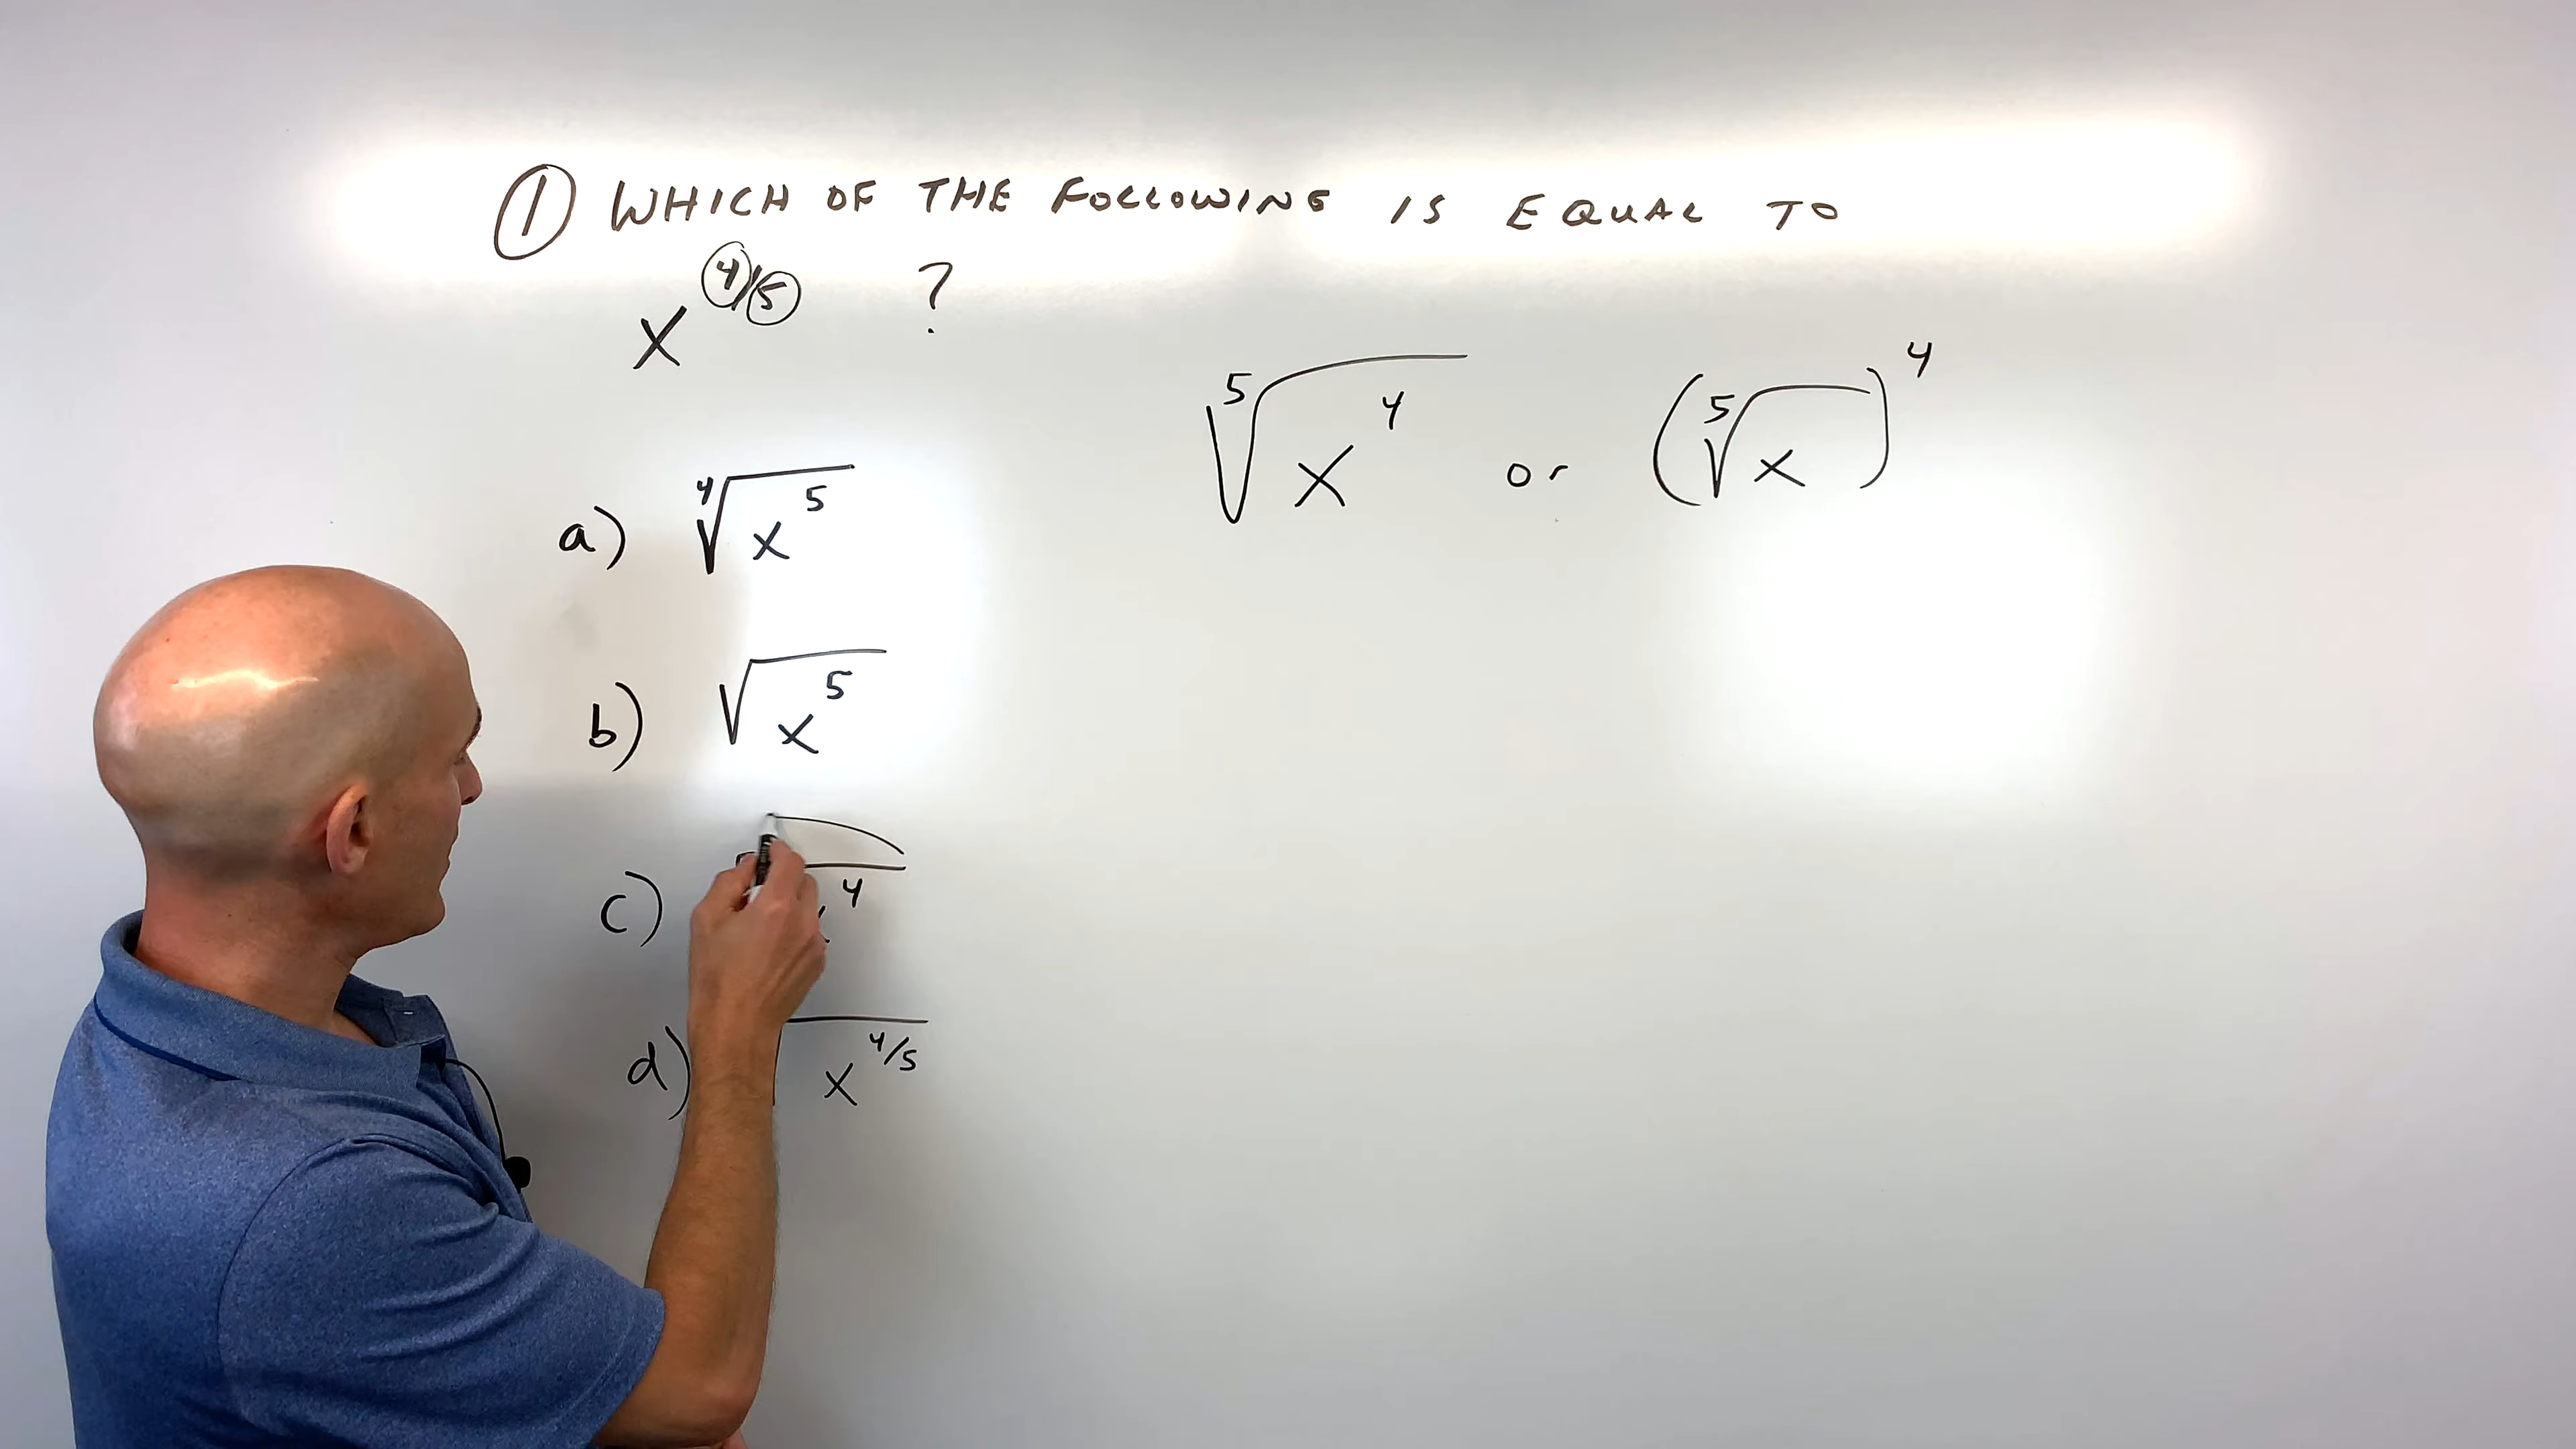 ① WHICH OF THE FOLLOWING IS EQUAL TO
x^(4/5) ?
⁵√(x⁴) or (⁵√x)⁴
a) ⁴√(x⁵)
b) √(x⁵)
c) ⁴
d) √(x^(4/5))